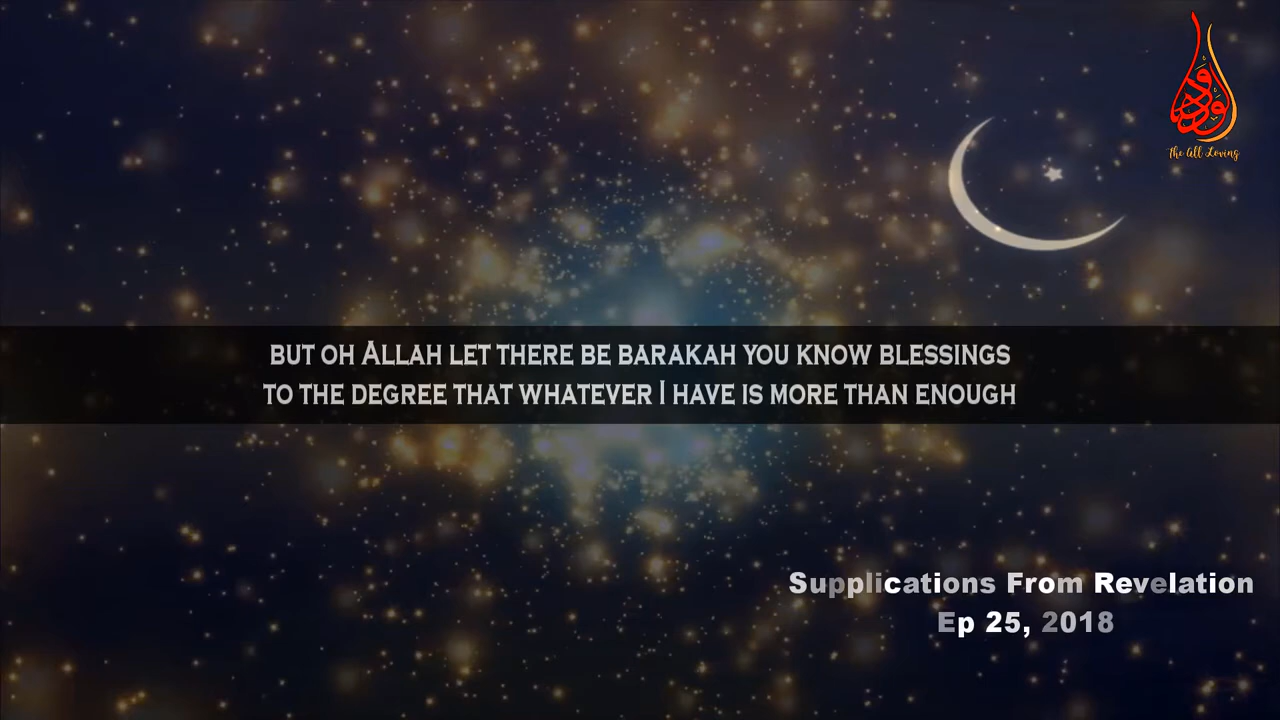 الودود
The All Loving
BUT OH ALLAH LET THERE BE BARAKAH YOU KNOW BLESSINGS
TO THE DEGREE THAT WHATEVER I HAVE IS MORE THAN ENOUGH
Supplications From Revelation
Ep 25, 2018